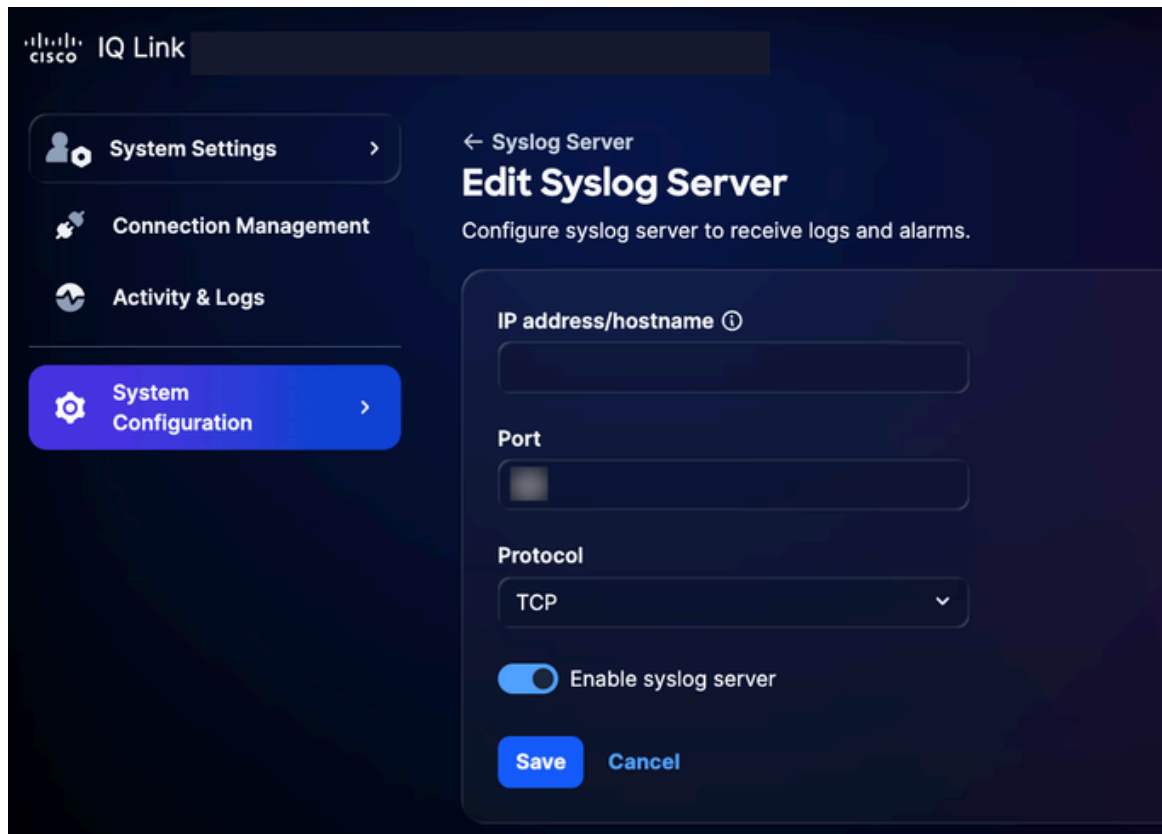 cisco IQ Link
System Settings
Connection Management
Activity & Logs
System
Configuration
← Syslog Server
Edit Syslog Server
Configure syslog server to receive logs and alarms.
IP address/hostname
Port
Protocol
TCP
Enable syslog server
Save Cancel